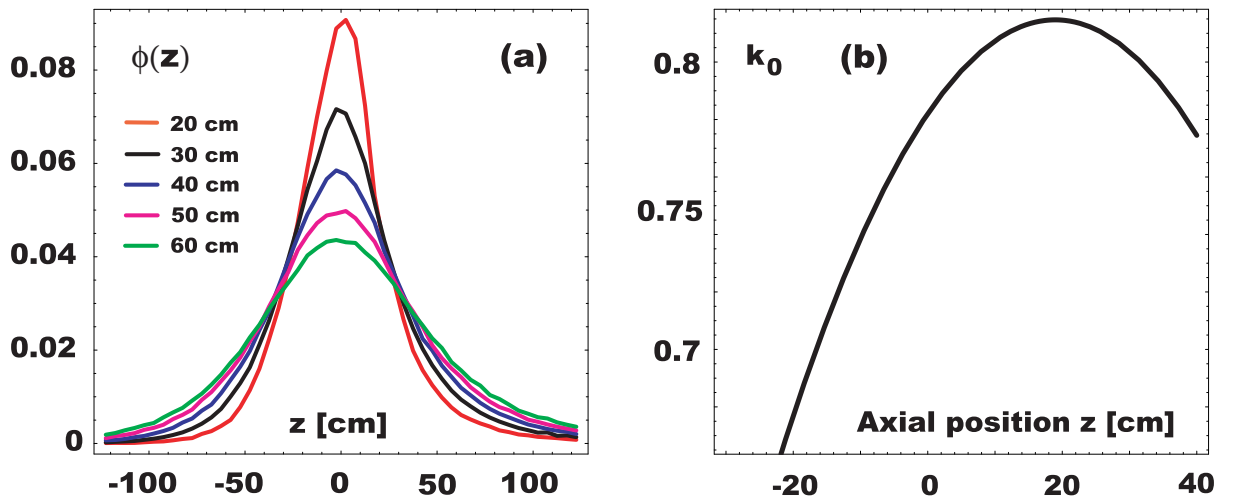 ϕ(z) (a)
20 cm
30 cm
40 cm
50 cm
60 cm
0.08
0.06
0.04
0.02
0
z [cm]
-100 -50 0 50 100
k0 (b)
0.8
0.75
0.7
Axial position z [cm]
-20 0 20 40